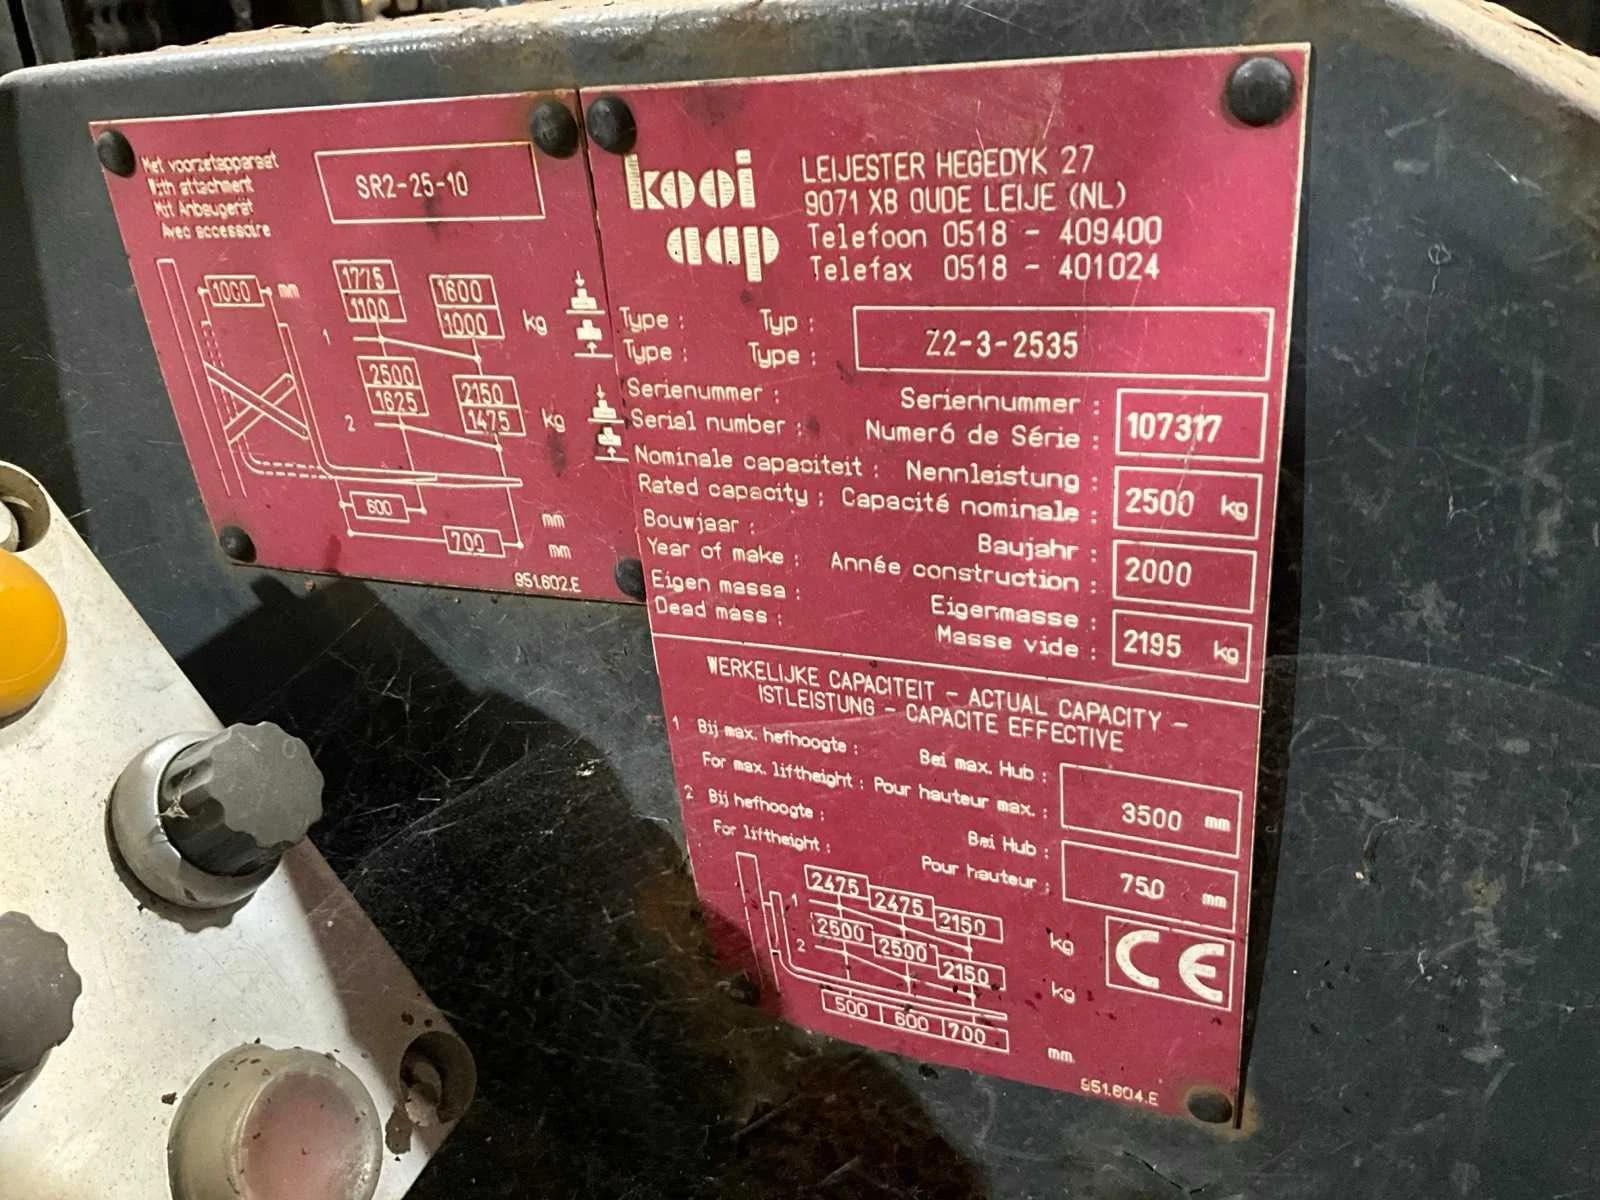 Met voorzetapparaat
With attachment
Mit Anbaugerät
Avec accessoire
SR2-25-10
1000 mm
1775 1600
1100 1000 kg
1
2500 2150
1625 1475 kg
2
600 mm
700 mm
951.602.E
kooi
aap
LEIJESTER HEGEDYK 27
9071 XB OUDE LEIJE (NL)
Telefoon 0518 - 409400
Telefax 0518 - 401024
Type : Typ :
Type : Type :
Z2-3-2535
Serienummer : Seriennummer :
Serial number : Numeró de Série :
107317
Nominale capaciteit : Nennleistung :
Rated capacity : Capacité nominale :
2500 kg
Bouwjaar : Baujahr :
Year of make : Année construction :
2000
Eigen massa : Eigenmasse :
Dead mass : Masse vide :
2195 kg
WERKELIJKE CAPACITEIT - ACTUAL CAPACITY -
ISTLEISTUNG - CAPACITE EFFECTIVE
1 Bij max. hefhoogte : Bei max. Hub :
For max. liftheight : Pour hauteur max. :
3500 mm
2 Bij hefhoogte : Bei Hub :
For liftheight : Pour hauteur :
750 mm
1 2475 2475 2150 kg
2 2500 2500 2150 kg
500 600 700 mm
CE
951.604.E